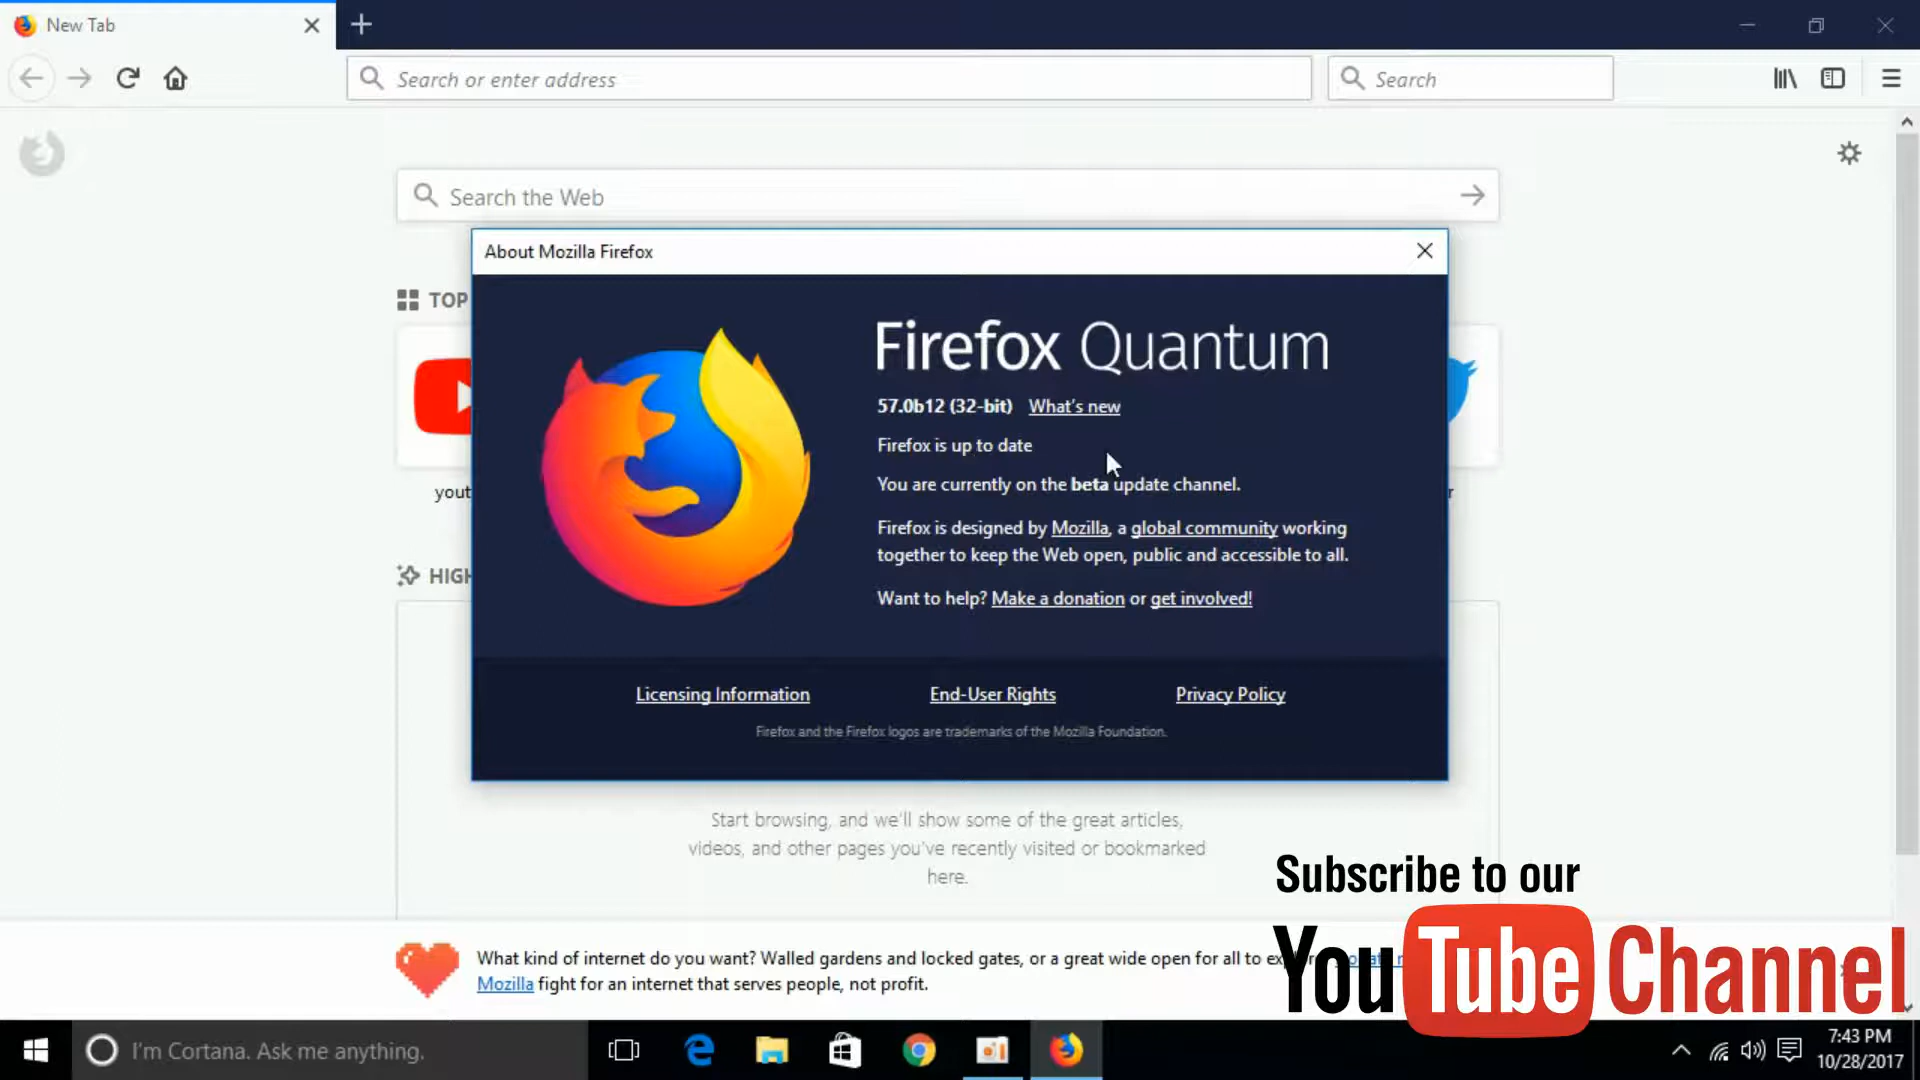 New Tab
Search or enter address
Search
Search the Web
About Mozilla Firefox
TOP
Firefox Quantum
57.0b12 (32-bit) What's new
Firefox is up to date
You are currently on the beta update channel.
yout
r
Firefox is designed by Mozilla, a global community working
together to keep the Web open, public and accessible to all.
HIGH
Want to help? Make a donation or get involved!
Licensing Information End-User Rights Privacy Policy
Firefox and the Firefox logos are trademarks of the Mozilla Foundation.
Start browsing, and we'll show some of the great articles,
videos, and other pages you've recently visited or bookmarked
here.
Subscribe to our
YouTube Channel
What kind of internet do you want? Walled gardens and locked gates, or a great wide open for all to
Mozilla fight for an internet that serves people, not profit.
I'm Cortana. Ask me anything.
7:43 PM
10/28/2017